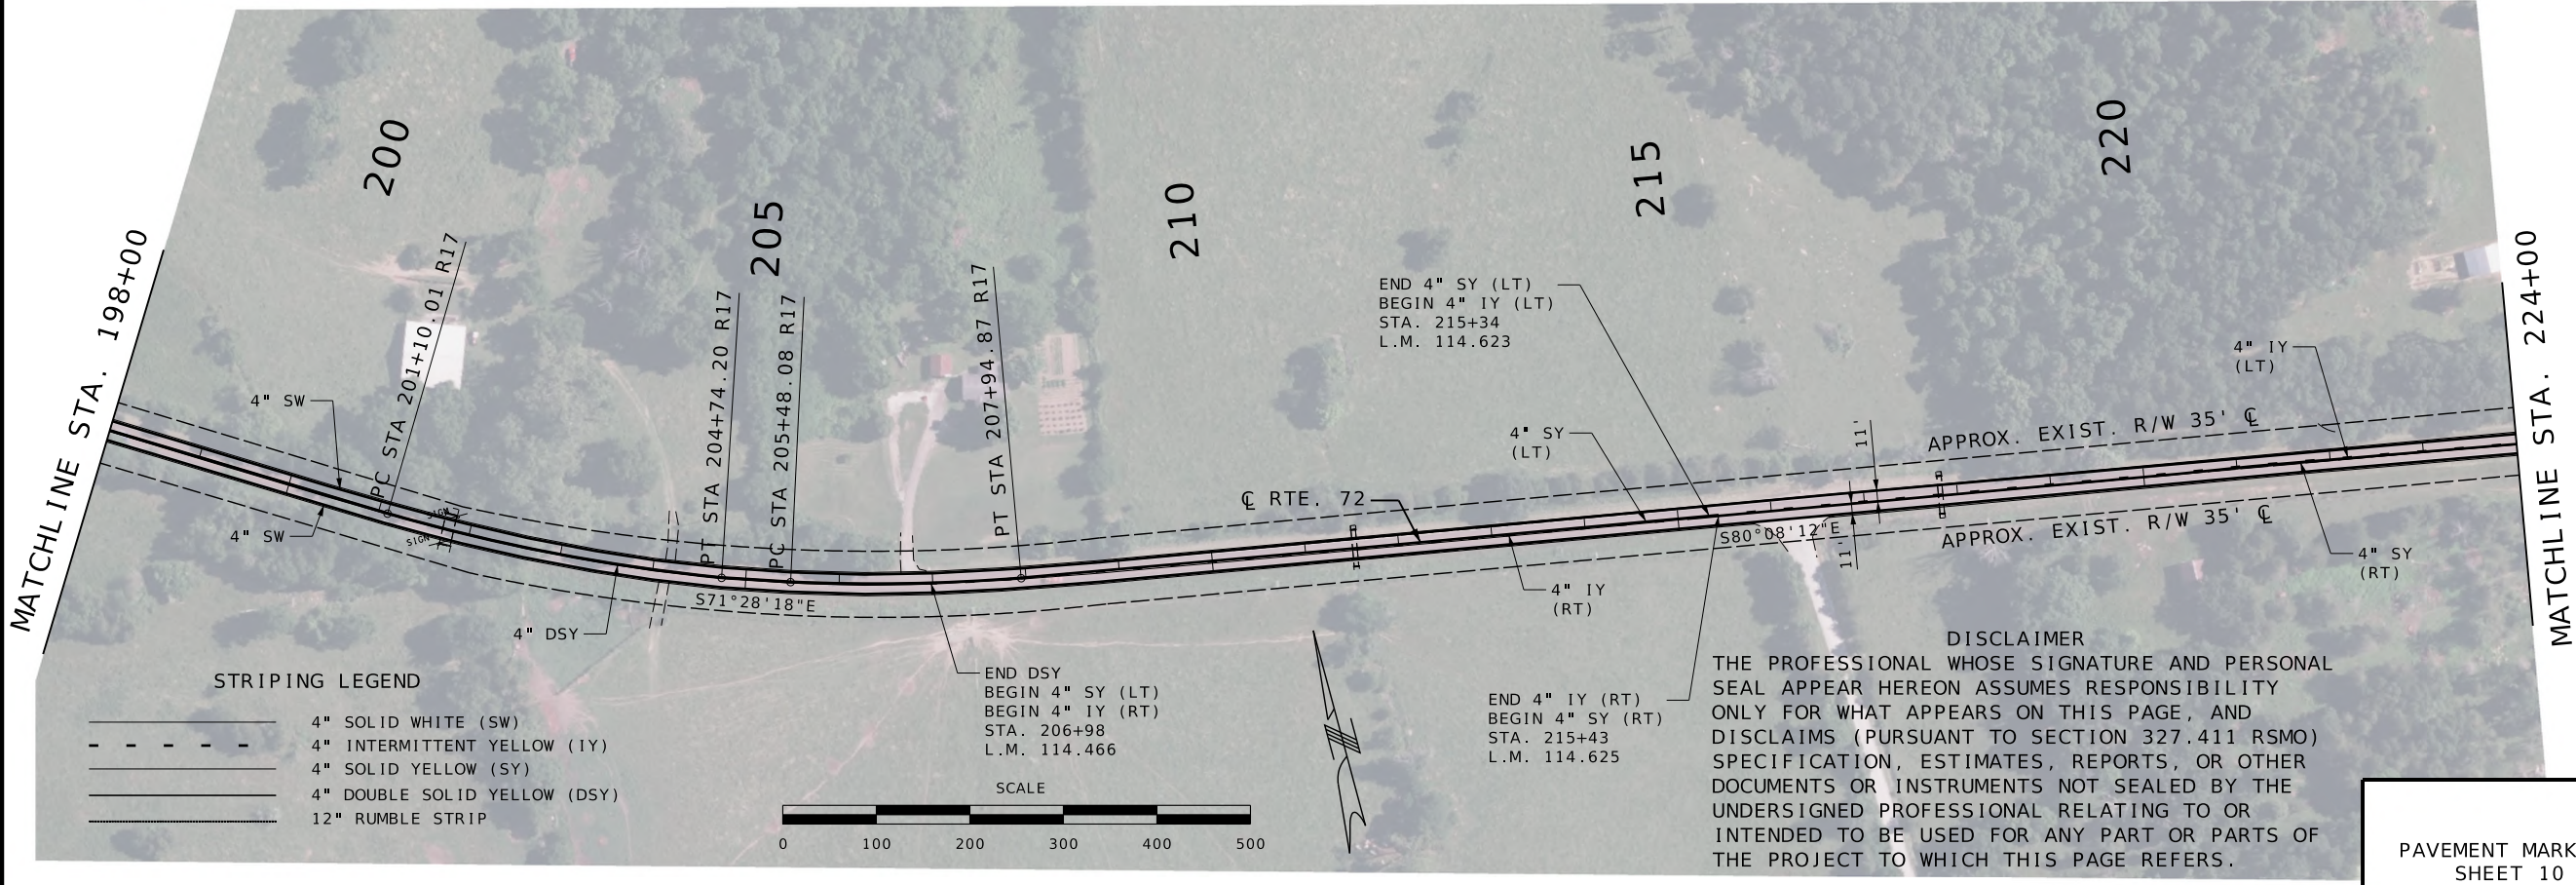 MATCHLINE STA. 198+00
200
205
210
215
220
MATCHLINE STA. 224+00
PC STA 201+10.01 R17
PT STA 204+74.20 R17
PC STA 205+48.08 R17
PT STA 207+94.87 R17
4" SW
4" SW
SIGN
SIGN
4" DSY
S71°28'18"E
END DSY
BEGIN 4" SY (LT)
BEGIN 4" IY (RT)
STA. 206+98
L.M. 114.466
END 4" SY (LT)
BEGIN 4" IY (LT)
STA. 215+34
L.M. 114.623
4" SY
(LT)
℄ RTE. 72
4" IY
(RT)
END 4" IY (RT)
BEGIN 4" SY (RT)
STA. 215+43
L.M. 114.625
S80°08'12"E
11'
11'
APPROX. EXIST. R/W 35' ℄
APPROX. EXIST. R/W 35' ℄
4" IY
(LT)
4" SY
(RT)
STRIPING LEGEND
4" SOLID WHITE (SW)
4" INTERMITTENT YELLOW (IY)
4" SOLID YELLOW (SY)
4" DOUBLE SOLID YELLOW (DSY)
12" RUMBLE STRIP
SCALE
0 100 200 300 400 500
DISCLAIMER
THE PROFESSIONAL WHOSE SIGNATURE AND PERSONAL
SEAL APPEAR HEREON ASSUMES RESPONSIBILITY
ONLY FOR WHAT APPEARS ON THIS PAGE, AND
DISCLAIMS (PURSUANT TO SECTION 327.411 RSMO)
SPECIFICATION, ESTIMATES, REPORTS, OR OTHER
DOCUMENTS OR INSTRUMENTS NOT SEALED BY THE
UNDERSIGNED PROFESSIONAL RELATING TO OR
INTENDED TO BE USED FOR ANY PART OR PARTS OF
THE PROJECT TO WHICH THIS PAGE REFERS.
PAVEMENT MARK
SHEET 10